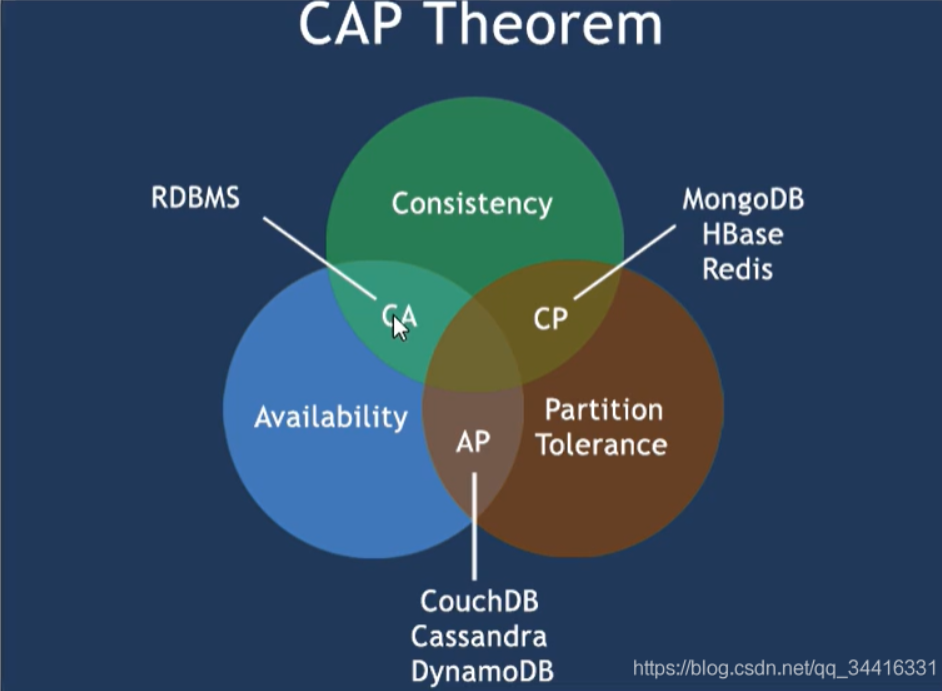 CAP Theorem
RDBMS
Consistency
MongoDB
HBase
Redis
CA
CP
Availability
Partition
Tolerance
AP
CouchDB
Cassandra
DynamoDB
https://blog.csdn.net/qq_34416331